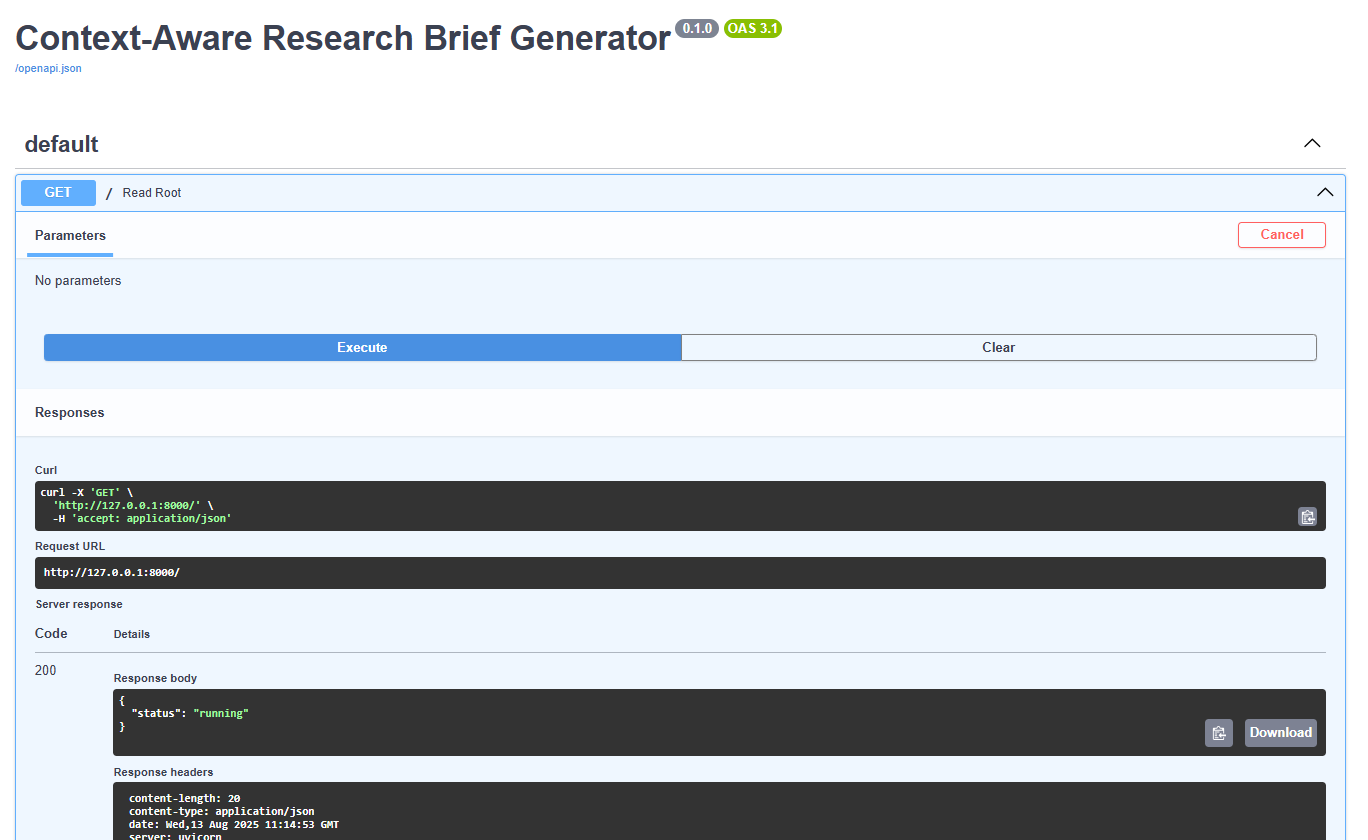 Context-Aware Research Brief Generator 0.1.0 OAS 3.1
/openapi.json
default
GET / Read Root
Parameters Cancel
No parameters
Execute Clear
Responses
Curl
curl -X 'GET' \
'http://127.0.0.1:8000/' \
-H 'accept: application/json'
Request URL
http://127.0.0.1:8000/
Server response
Code Details
200
Response body
{
"status": "running"
}
Download
Response headers
content-length: 20
content-type: application/json
date: Wed,13 Aug 2025 11:14:53 GMT
server: uvicorn